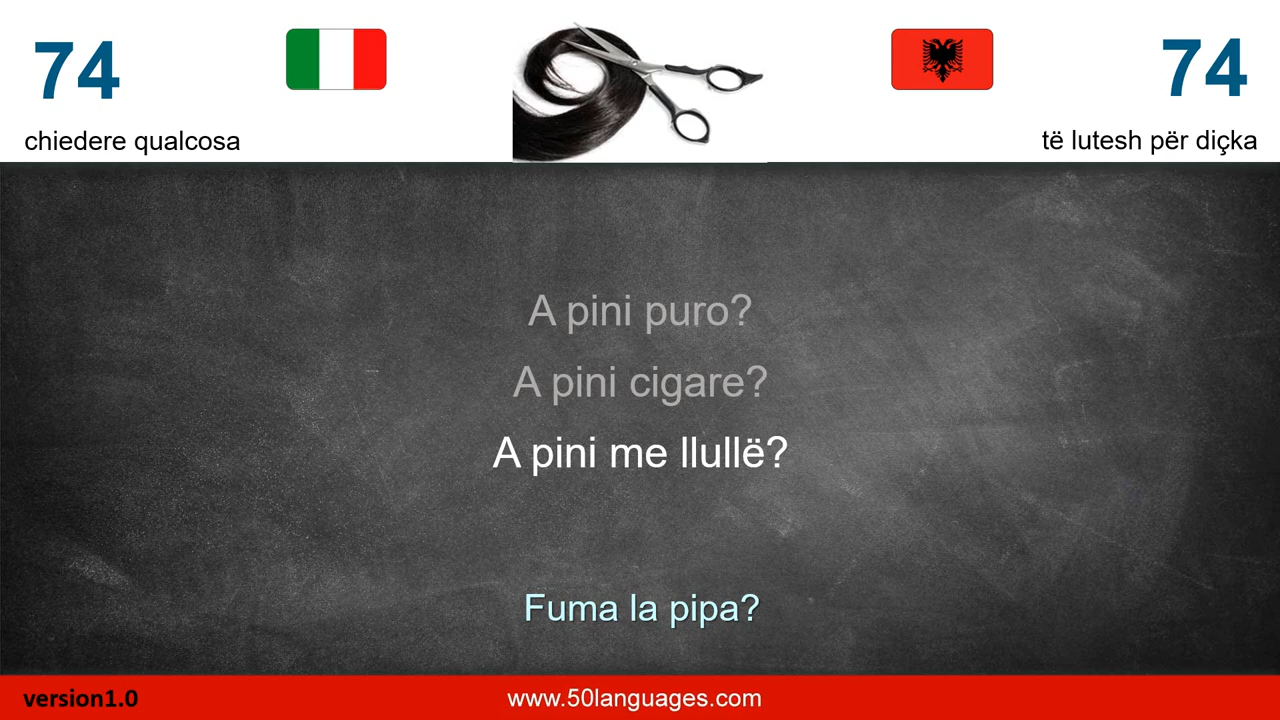 74
74
chiedere qualcosa
të lutesh për diçka
A pini puro?
A pini cigare?
A pini me llullë?
Fuma la pipa?
version1.0
www.50languages.com